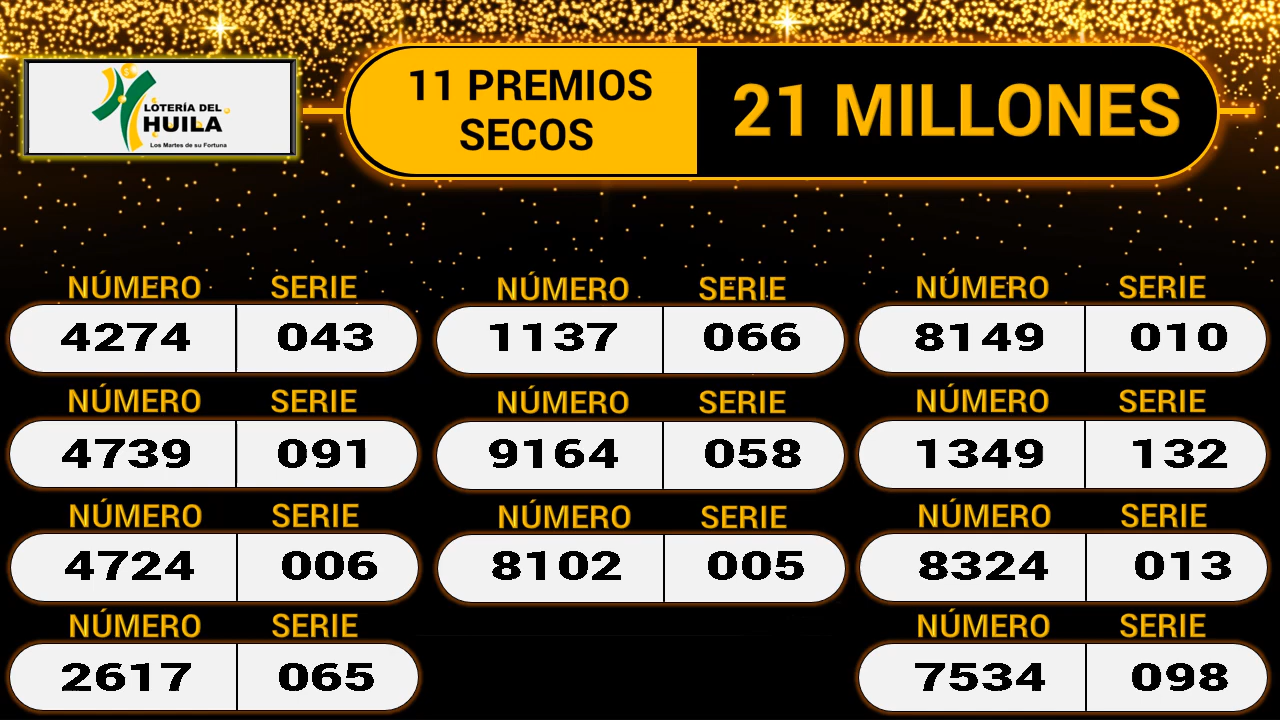 LOTERÍA DEL
HUILA
Los Martes de su Fortuna
11 PREMIOS
SECOS
21 MILLONES
NÚMERO SERIE
4274 043
NÚMERO SERIE
4739 091
NÚMERO SERIE
4724 006
NÚMERO SERIE
2617 065
NÚMERO SERIE
1137 066
NÚMERO SERIE
9164 058
NÚMERO SERIE
8102 005
NÚMERO SERIE
8149 010
NÚMERO SERIE
1349 132
NÚMERO SERIE
8324 013
NÚMERO SERIE
7534 098